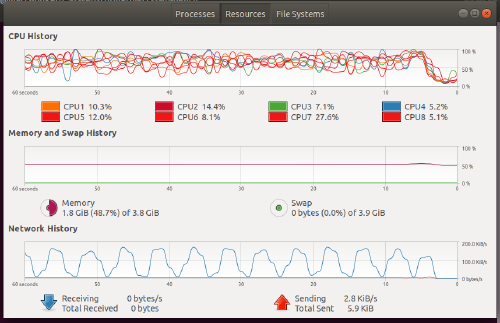 Processes Resources File Systems
CPU History
100 %
50 %
0 %
60 seconds 50 40 30 20 10 0
CPU1 10.3% CPU2 14.4% CPU3 7.1% CPU4 5.2%
CPU5 12.0% CPU6 8.1% CPU7 27.6% CPU8 5.1%
Memory and Swap History
100 %
50 %
0 %
60 seconds 50 40 30 20 10 0
Memory Swap
1.8 GiB (48.7%) of 3.8 GiB 0 bytes (0.0%) of 3.9 GiB
Network History
200.0 KiB/s
100.0 KiB/s
0 bytes/s
60 seconds 50 40 30 20 10 0
Receiving 0 bytes/s Sending 2.8 KiB/s
Total Received 0 bytes Total Sent 5.9 KiB